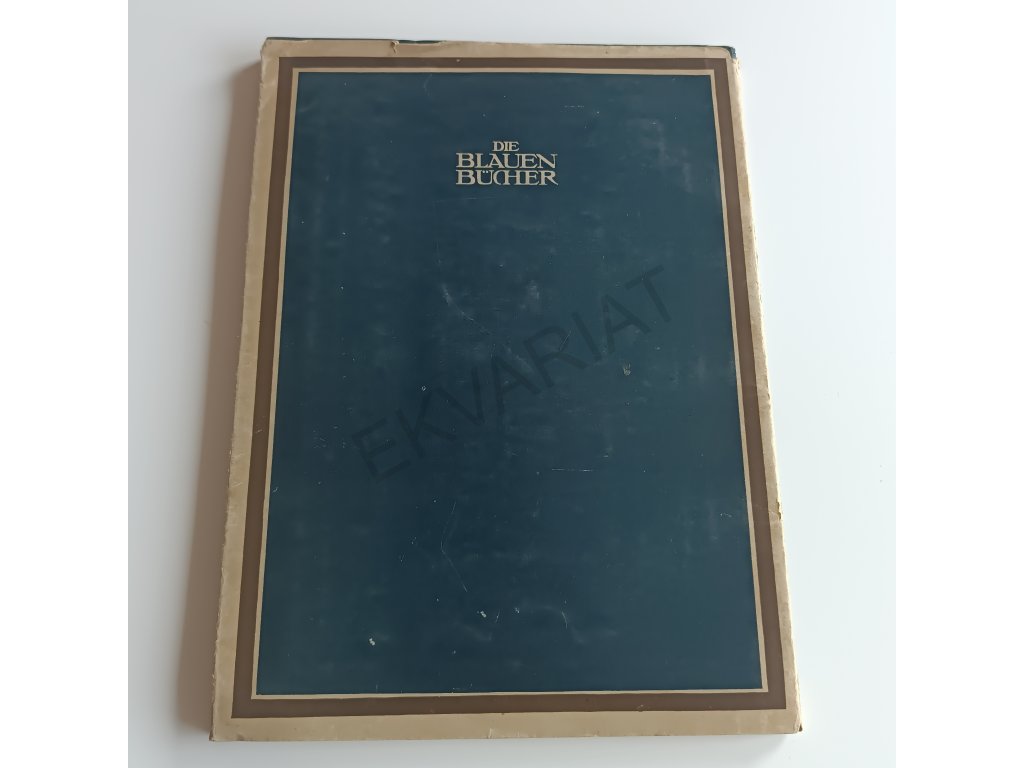 DIE
BLAUEN
BÜCHER
EKVARIAT